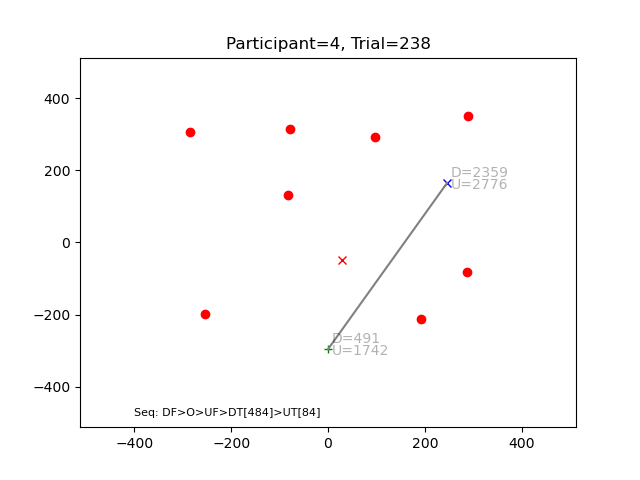 Participant=4, Trial=238
400
200
0
−200
−400
D=2359
U=2776
D=491
U=1742
Seq: DF>O>UF>DT[484]>UT[84]
−400
−200
0
200
400